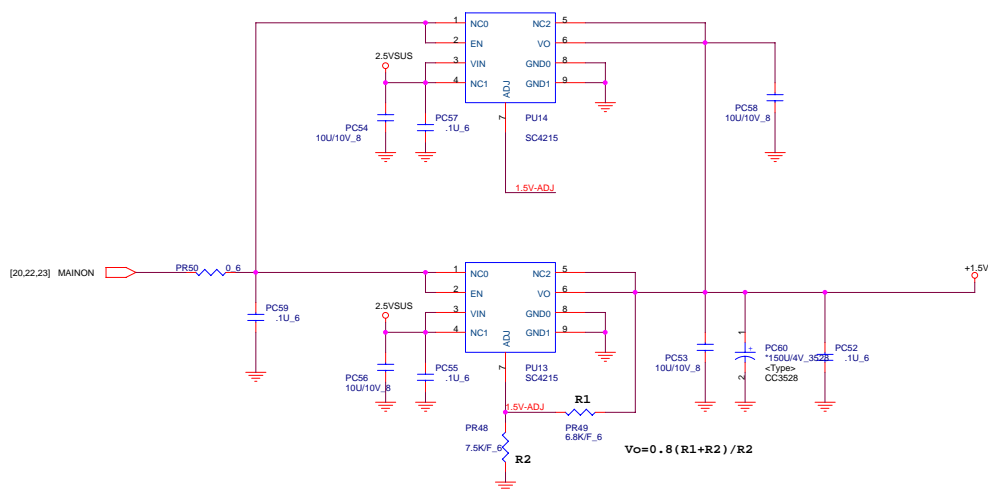 1 NC0 NC2 5
2 EN VO 6
2.5VSUS
3 VIN GND0 8
4 NC1 GND1 9
ADJ
7
PU14
SC4215
PC54
10U/10V_8
PC57
.1U_6
PC58
10U/10V_8
1.5V-ADJ
[20,22,23] MAINON
PR50 0_6
PC59
.1U_6
1 NC0 NC2 5
2 EN VO 6
2.5VSUS
3 VIN GND0 8
4 NC1 GND1 9
ADJ
7
PU13
SC4215
+1.5V
PC56
10U/10V_8
PC55
.1U_6
PC53
10U/10V_8
1
+
PC60
*150U/4V_3528
<Type>
CC3528
2
PC52
.1U_6
1.5V-ADJ
R1
PR49
6.8K/F_6
PR48
7.5K/F_6
R2
Vo=0.8(R1+R2)/R2